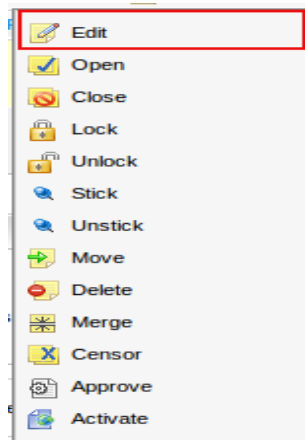 Edit
Open
Close
Lock
Unlock
Stick
Unstick
Move
Delete
Merge
Censor
Approve
Activate